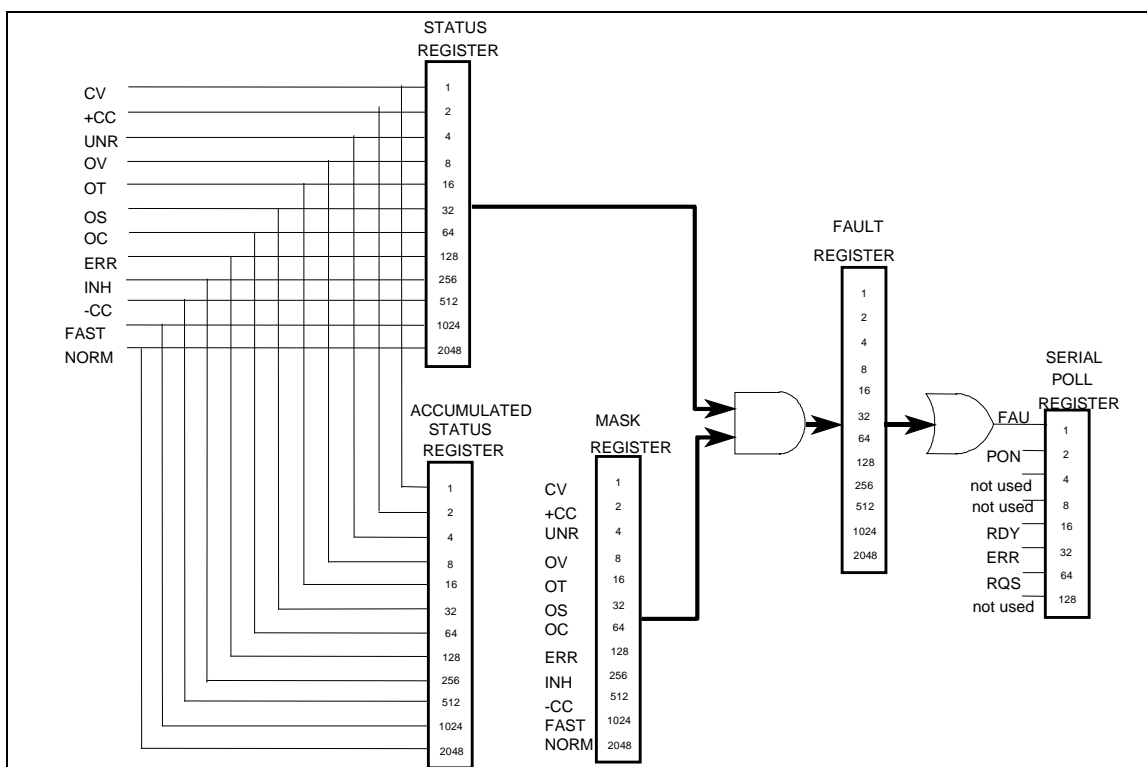 STATUS
REGISTER
CV
+CC
UNR
OV
OT
OS
OC
ERR
INH
-CC
FAST
NORM
1
2
4
8
16
32
64
128
256
512
1024
2048
ACCUMULATED
STATUS
REGISTER
1
2
4
8
16
32
64
128
256
512
1024
2048
MASK
REGISTER
CV
+CC
UNR
OV
OT
OS
OC
ERR
INH
-CC
FAST
NORM
1
2
4
8
16
32
64
128
256
512
1024
2048
FAULT
REGISTER
1
2
4
8
16
32
64
128
256
512
1024
2048
SERIAL
POLL
REGISTER
FAU
PON
not used
not used
RDY
ERR
RQS
not used
1
2
4
8
16
32
64
128